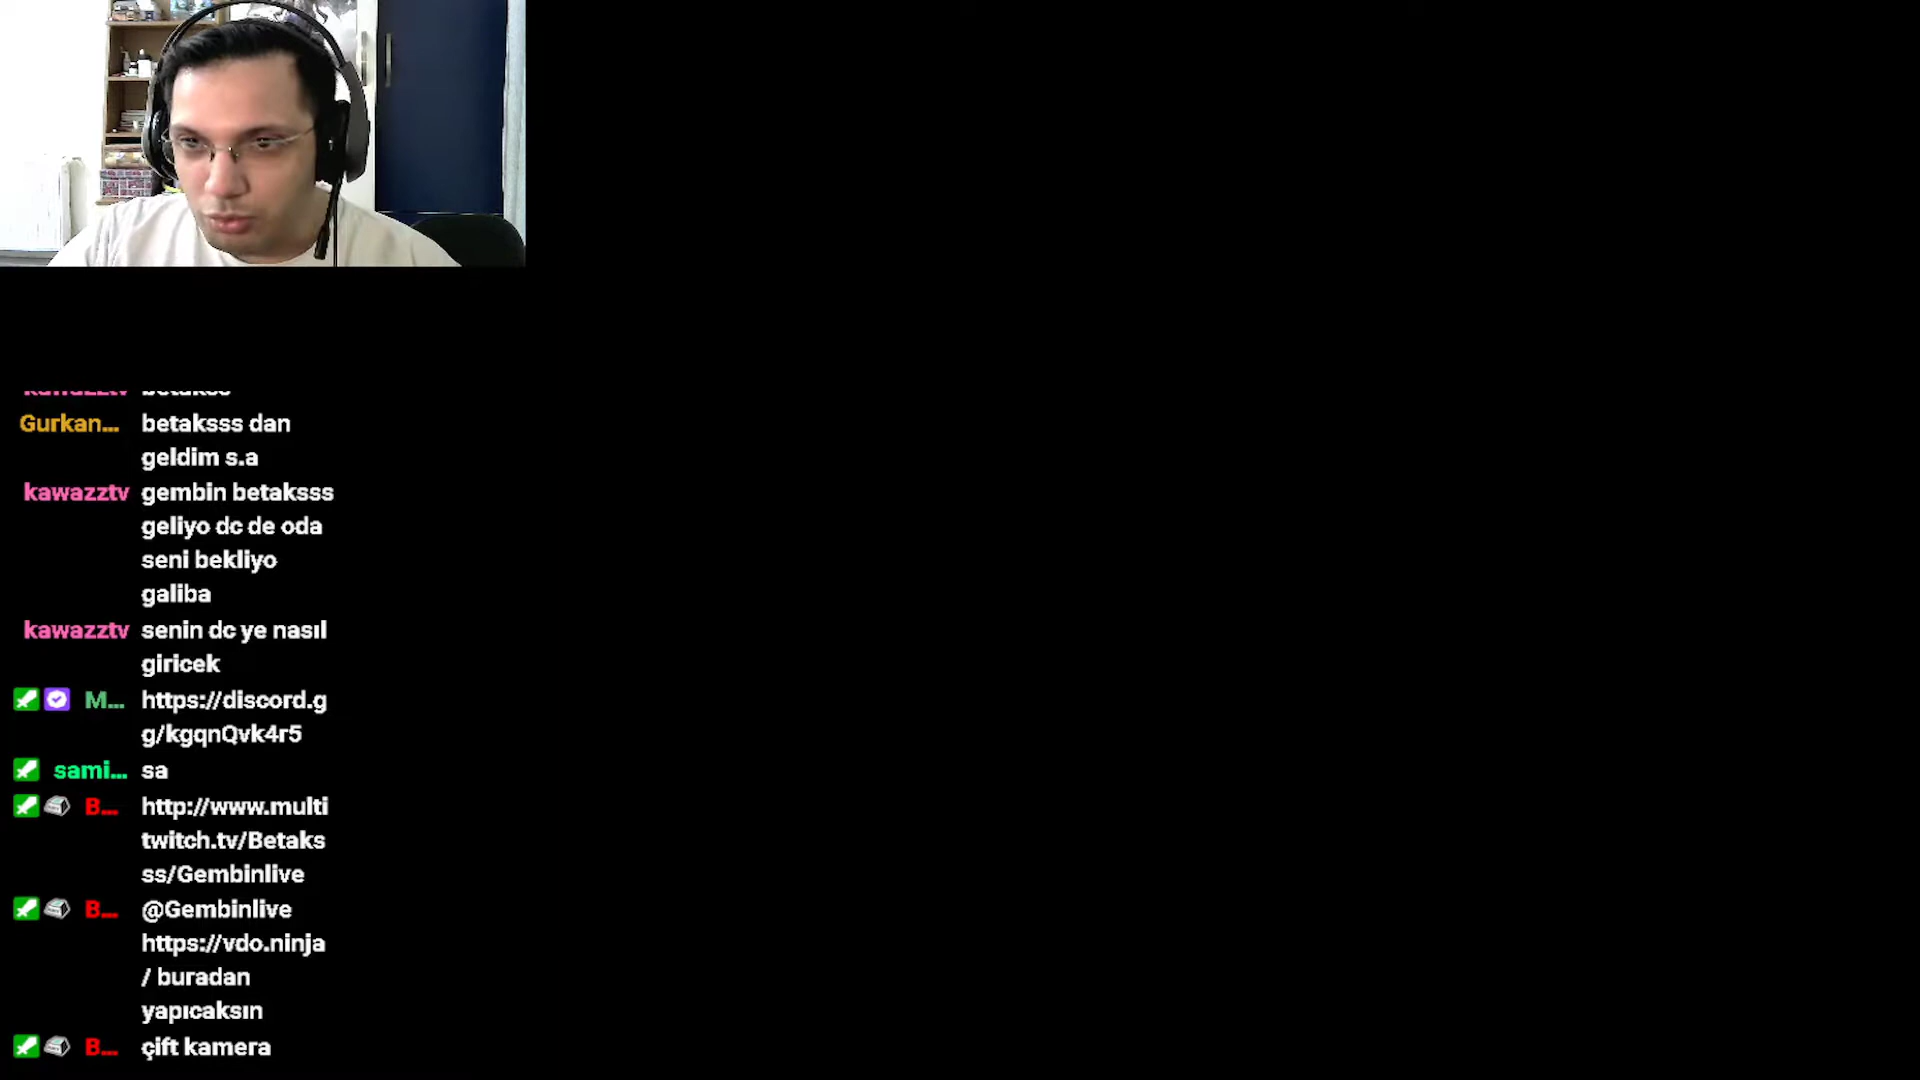 Gurkan... betaksss dan
geldim s.a
kawazztv gembin betaksss
geliyo dc de oda
seni bekliyo
galiba
kawazztv senin dc ye nasıl
giricek
M... https://discord.g
g/kgqnQvk4r5
sami... sa
B... http://www.multi
twitch.tv/Betaks
ss/Gembinlive
B... @Gembinlive
https://vdo.ninja
/ buradan
yapıcaksın
B... çift kamera